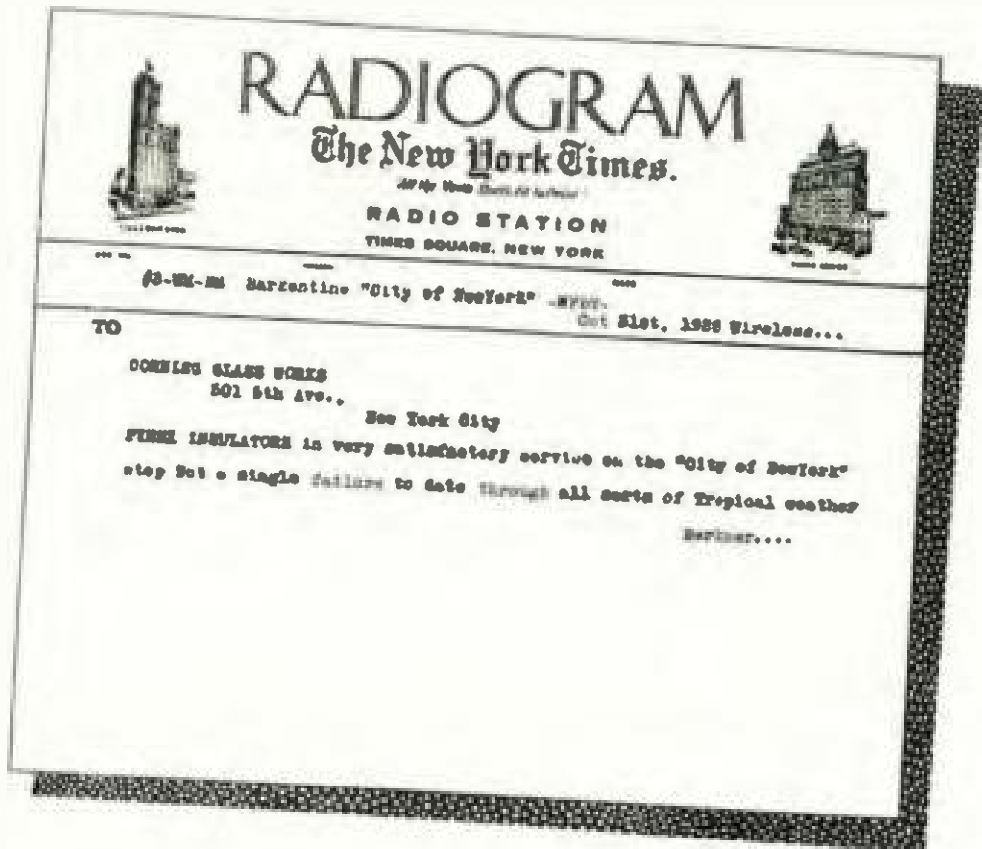 RADIOGRAM
The New York Times.
RADIO STATION
TIMES SQUARE, NEW YORK
Barkentine "City of NewYork"
Oct 31st, 1928 Wireless...
TO
CORNING GLASS WORKS
501 5th Ave.,
New York City
PYREX INSULATORS in very satisfactory service on the "City of NewYork"
stop Not a single failure to date through all sorts of Tropical weather